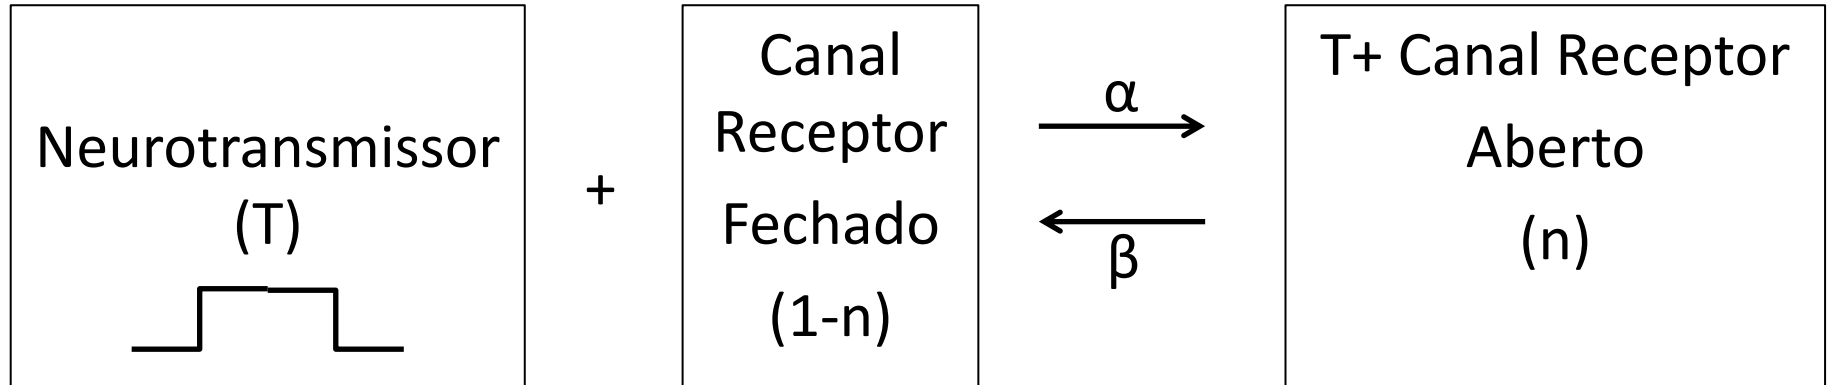 Neurotransmissor
(T)
+
Canal
Receptor
Fechado
(1-n)
α
β
T+ Canal Receptor
Aberto
(n)